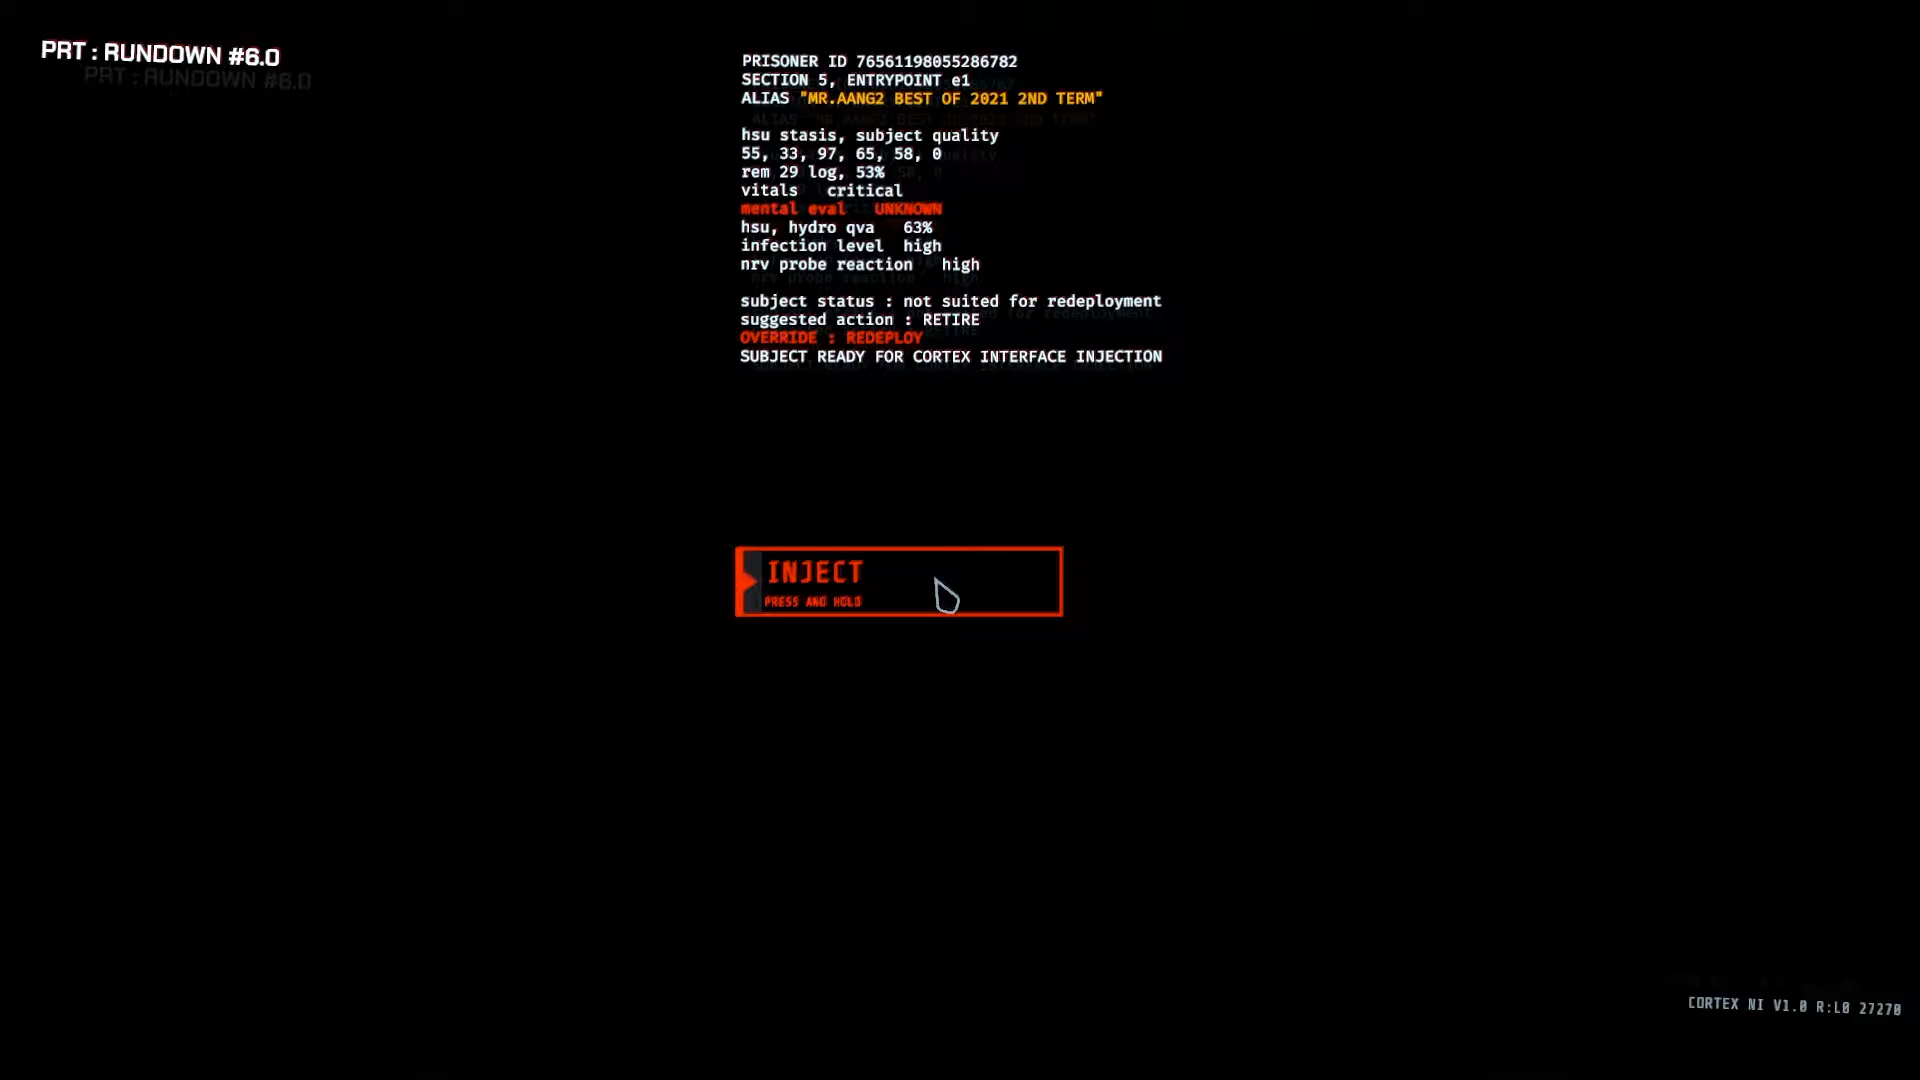 PRT : RUNDOWN #6.0
PRISONER ID 76561198055286782
SECTION 5, ENTRYPOINT e1
ALIAS "MR.AANG2 BEST OF 2021 2ND TERM"
hsu stasis, subject quality
55, 33, 97, 65, 58, 0
rem 29 log, 53%
vitals critical
mental eval UNKNOWN
hsu, hydro qva 63%
infection level high
nrv probe reaction high
subject status : not suited for redeployment
suggested action : RETIRE
OVERRIDE : REDEPLOY
SUBJECT READY FOR CORTEX INTERFACE INJECTION
INJECT
PRESS AND HOLD
CORTEX NI V1.0 R:L0 27270